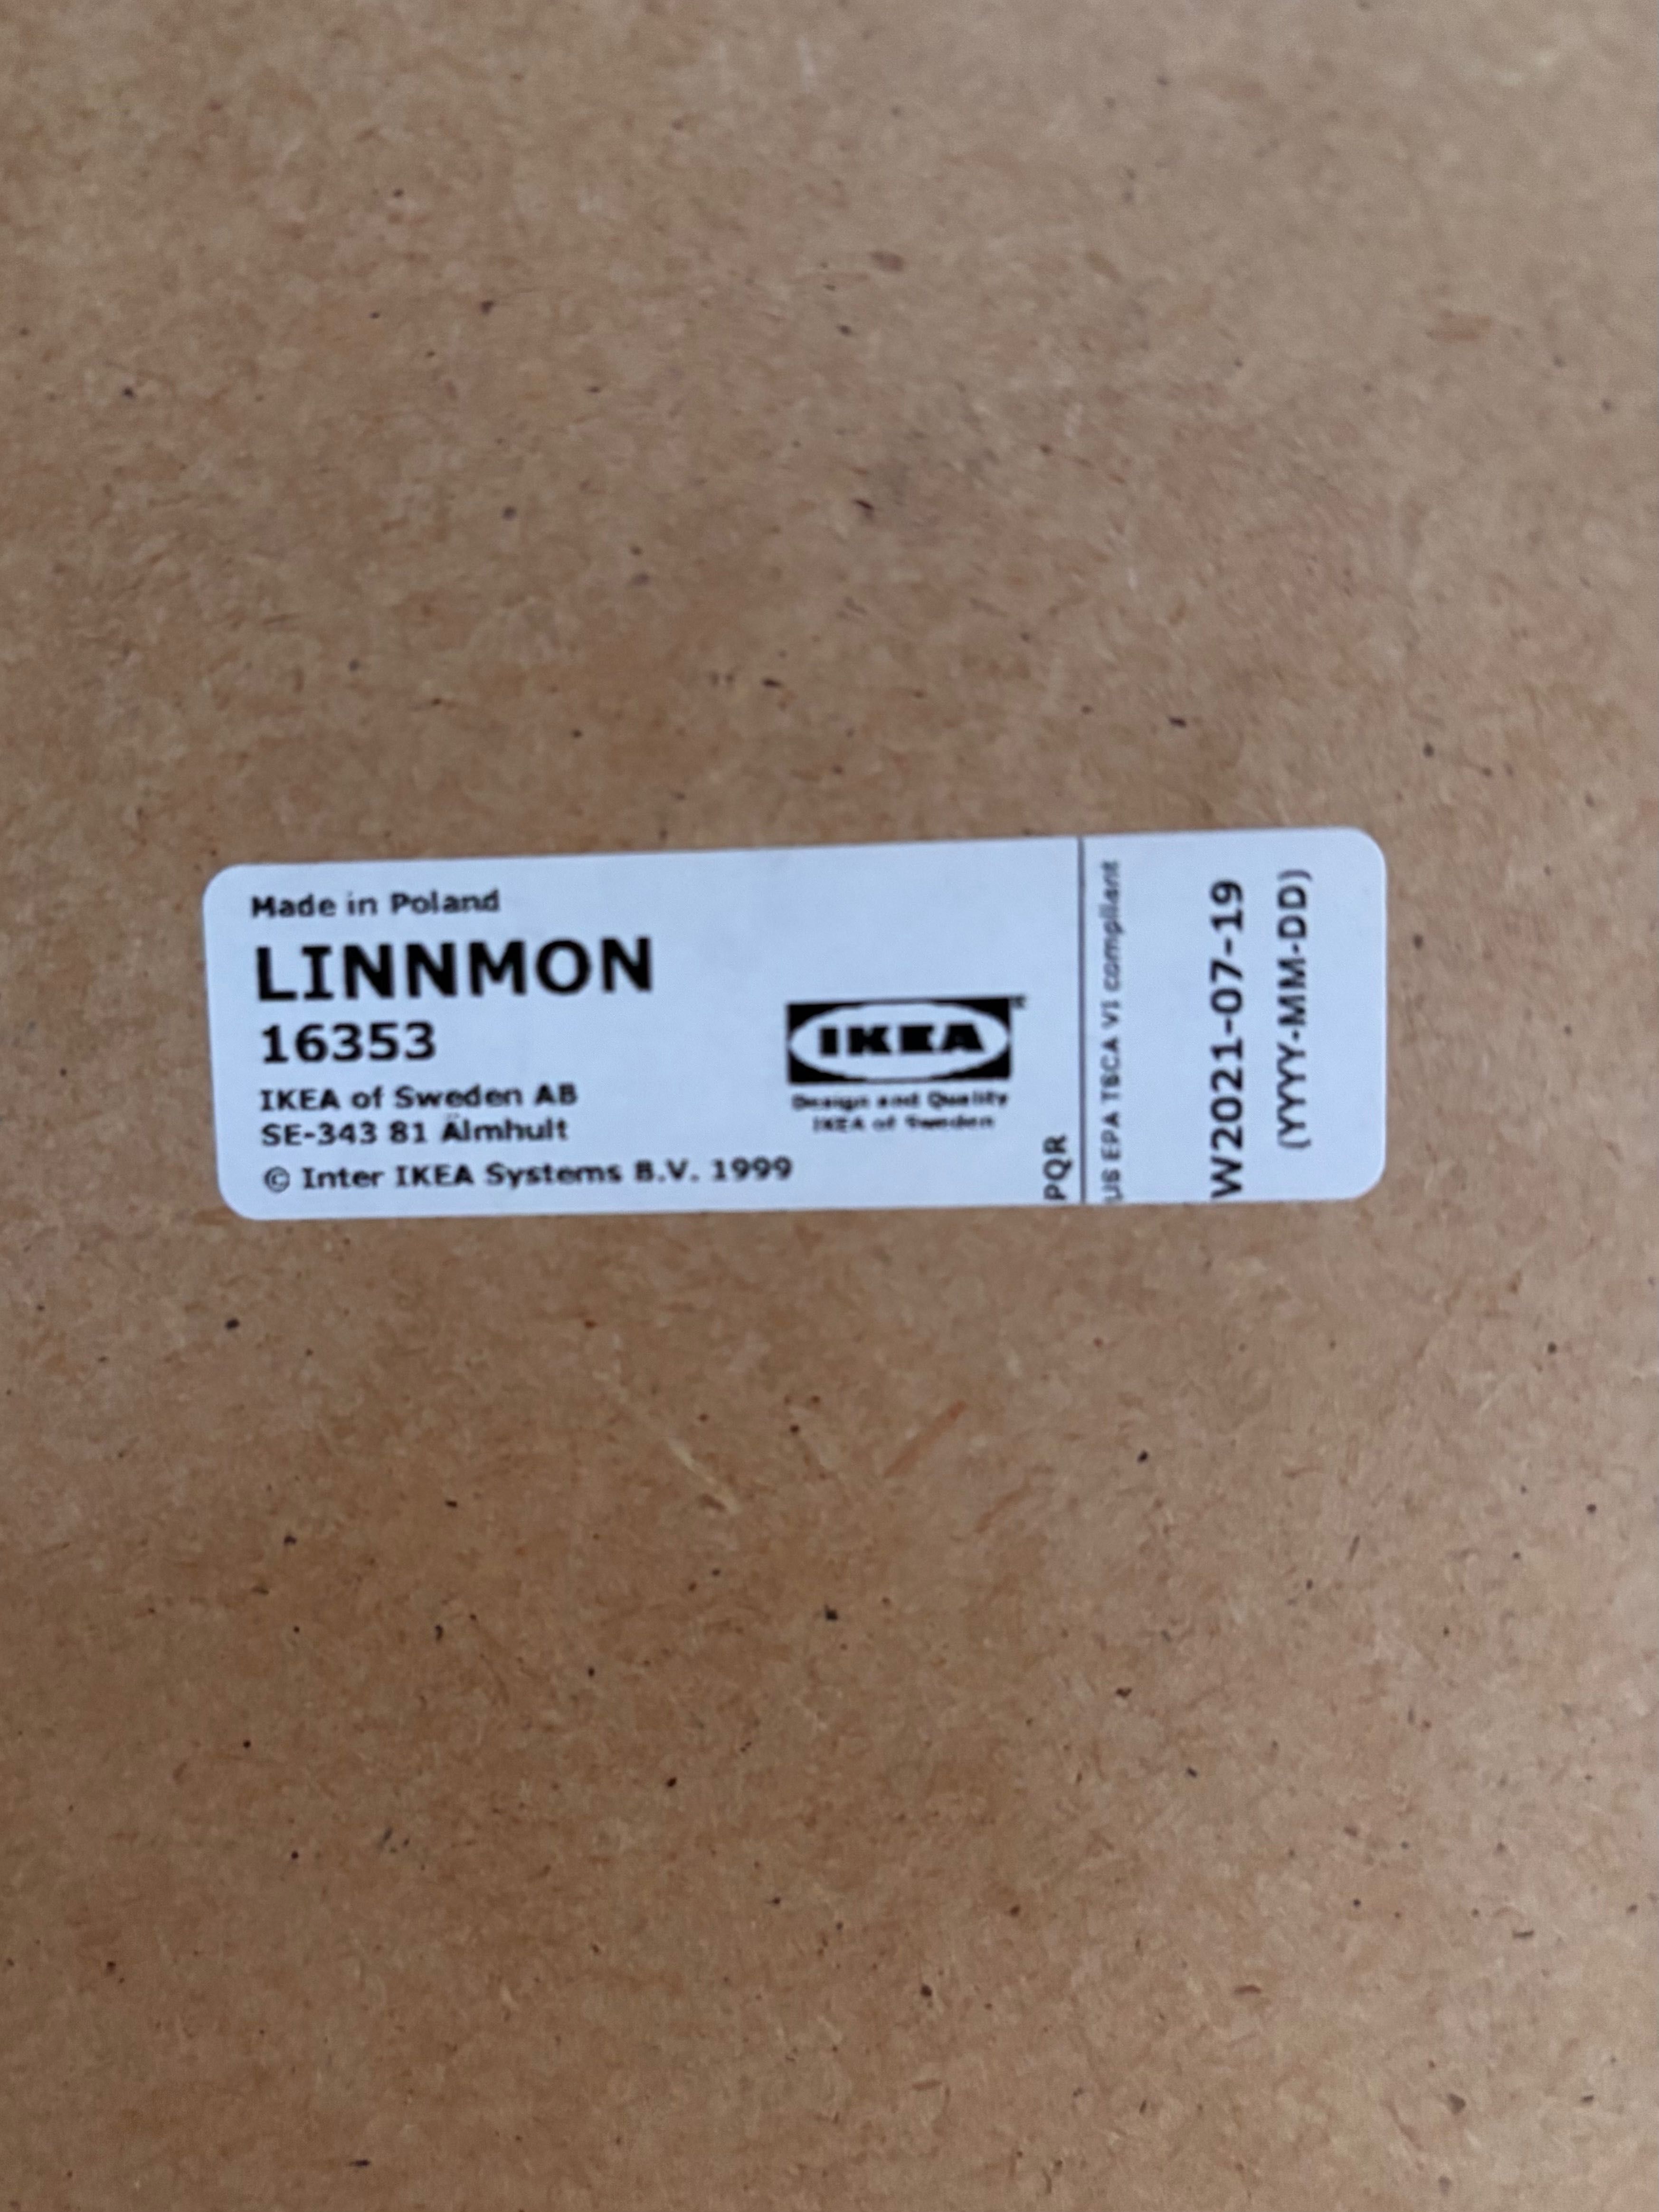 Made in Poland
LINNMON
16353
IKEA of Sweden AB
SE-343 81 Älmhult
© Inter IKEA Systems B.V. 1999
IKEA®
Design and Quality
IKEA of Sweden
PQR
US EPA TSCA VI compliant
W2021-07-19
(YYYY-MM-DD)